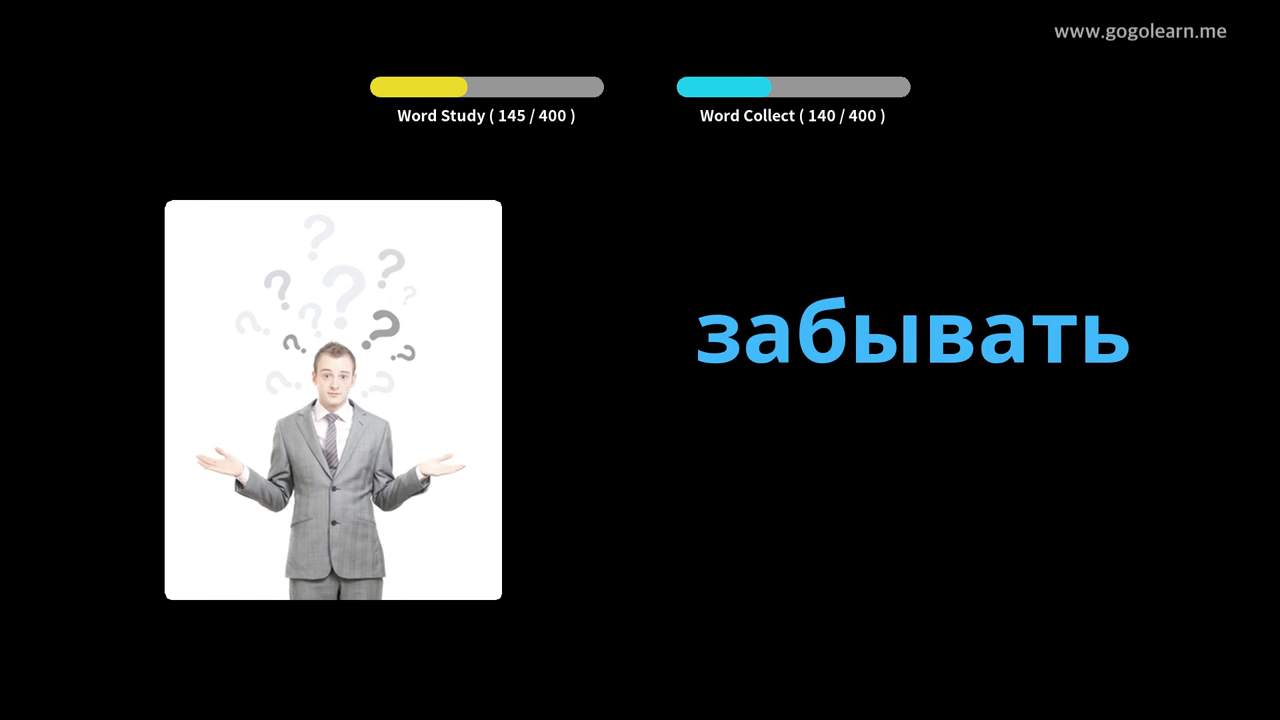 www.gogolearn.me
Word Study ( 145 / 400 )
Word Collect ( 140 / 400 )
? ? ? ? ? ? ? ? ? ? ? ?
забывать